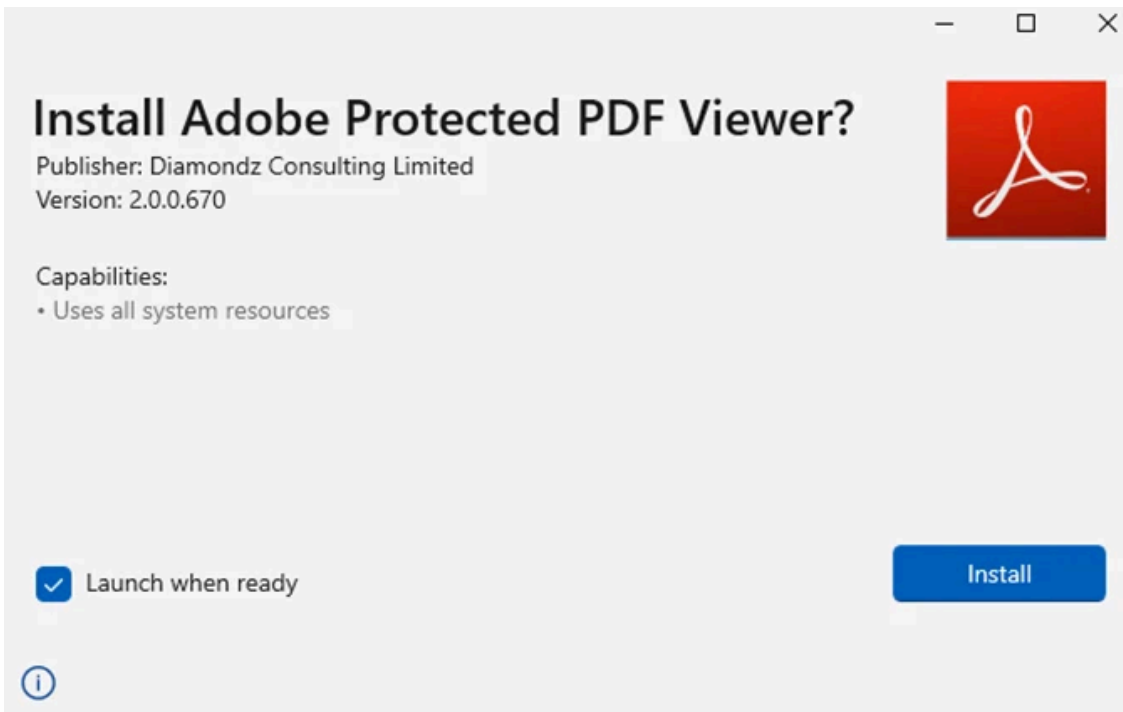 Install Adobe Protected PDF Viewer?
Publisher: Diamondz Consulting Limited
Version: 2.0.0.670
Capabilities:
• Uses all system resources
Launch when ready
Install